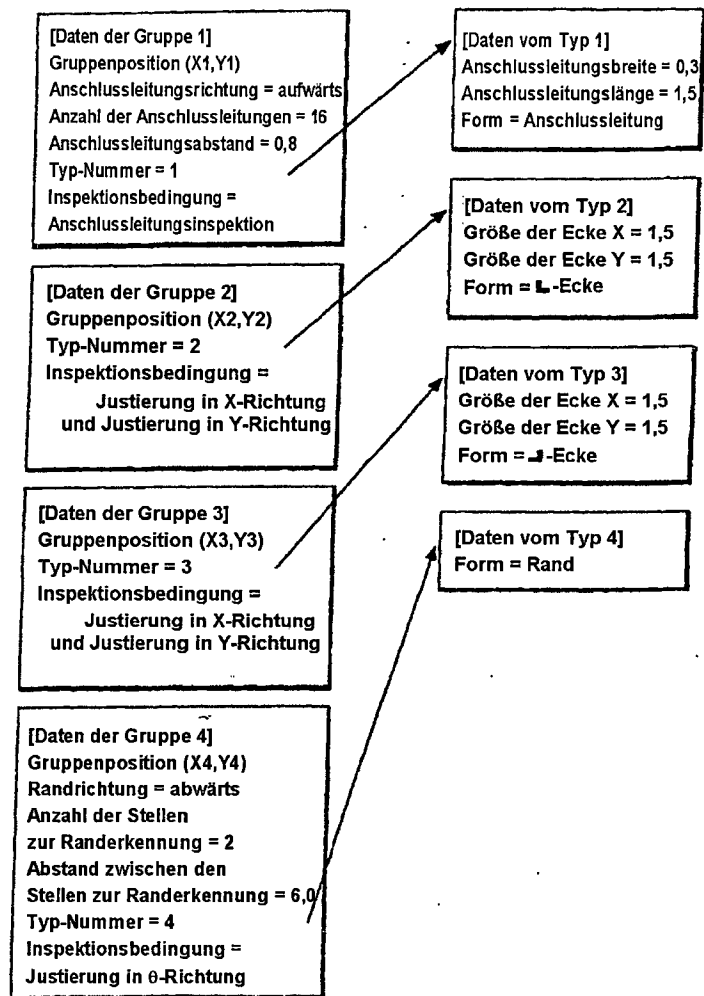 [Daten der Gruppe 1]
Gruppenposition (X1,Y1)
Anschlussleitungsrichtung = aufwärts
Anzahl der Anschlussleitungen = 16
Anschlussleitungsabstand = 0,8
Typ-Nummer = 1
Inspektionsbedingung =
Anschlussleitungsinspektion
[Daten vom Typ 1]
Anschlussleitungsbreite = 0,3
Anschlussleitungslänge = 1,5
Form = Anschlussleitung
[Daten der Gruppe 2]
Gruppenposition (X2,Y2)
Typ-Nummer = 2
Inspektionsbedingung =
Justierung in X-Richtung
und Justierung in Y-Richtung
[Daten vom Typ 2]
Größe der Ecke X = 1,5
Größe der Ecke Y = 1,5
Form = -Ecke
[Daten der Gruppe 3]
Gruppenposition (X3,Y3)
Typ-Nummer = 3
Inspektionsbedingung =
Justierung in X-Richtung
und Justierung in Y-Richtung
[Daten vom Typ 3]
Größe der Ecke X = 1,5
Größe der Ecke Y = 1,5
Form = -Ecke
[Daten der Gruppe 4]
Gruppenposition (X4,Y4)
Randrichtung = abwärts
Anzahl der Stellen
zur Randerkennung = 2
Abstand zwischen den
Stellen zur Randerkennung = 6,0
Typ-Nummer = 4
Inspektionsbedingung =
Justierung in θ-Richtung
[Daten vom Typ 4]
Form = Rand